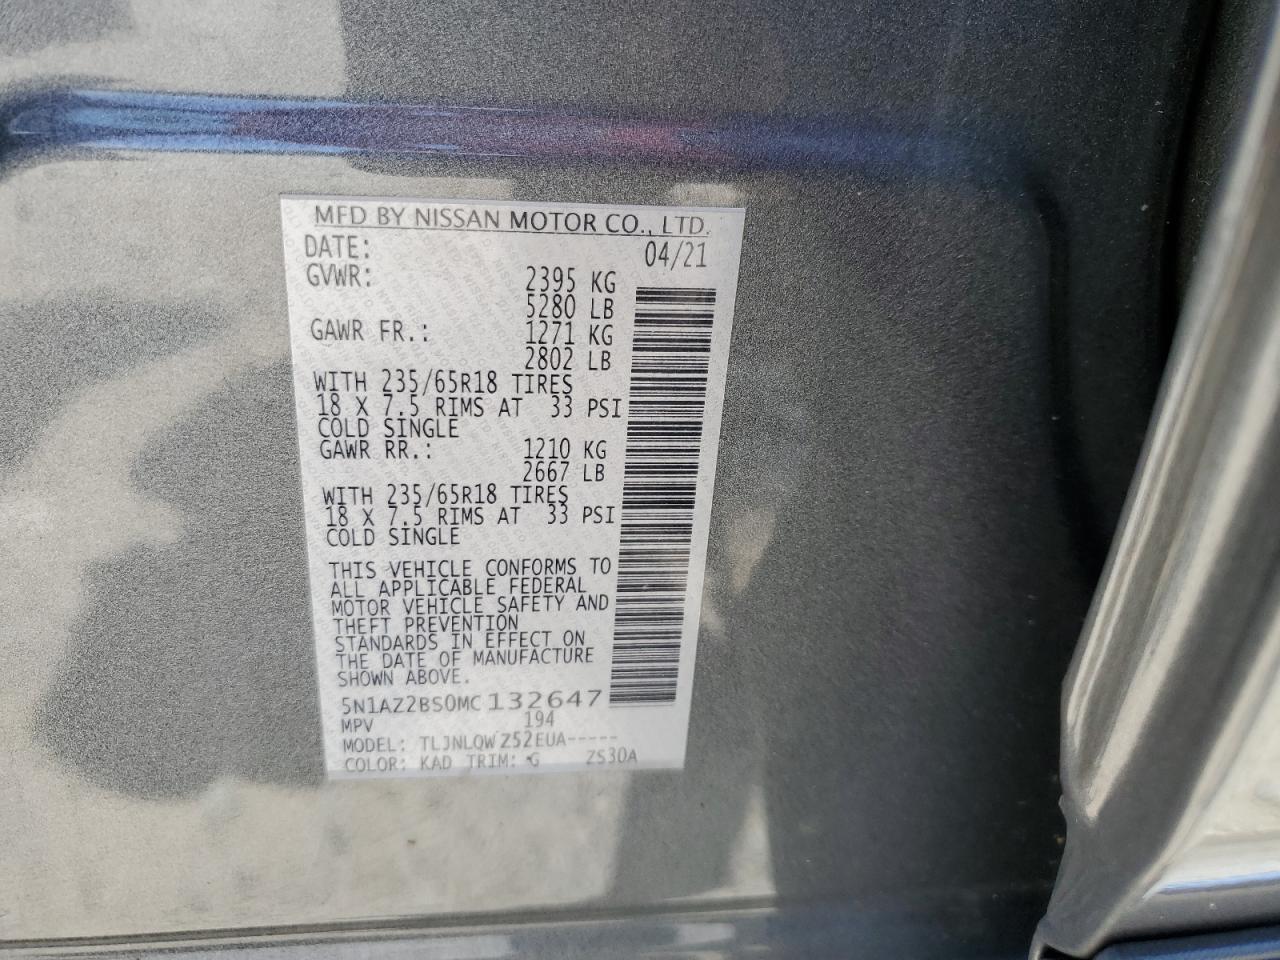 MFD BY NISSAN MOTOR CO., LTD.
DATE: 04/21
GVWR: 2395 KG
5280 LB
GAWR FR.: 1271 KG
2802 LB
WITH 235/65R18 TIRES
18 X 7.5 RIMS AT 33 PSI
COLD SINGLE
GAWR RR.: 1210 KG
2667 LB
WITH 235/65R18 TIRES
18 X 7.5 RIMS AT 33 PSI
COLD SINGLE
THIS VEHICLE CONFORMS TO
ALL APPLICABLE FEDERAL
MOTOR VEHICLE SAFETY AND
THEFT PREVENTION
STANDARDS IN EFFECT ON
THE DATE OF MANUFACTURE
SHOWN ABOVE.
5N1AZ2BS0MC132647
MPV 194
MODEL: TLJNLQWZ52EUA-----
COLOR: KAD TRIM: G ZS30A